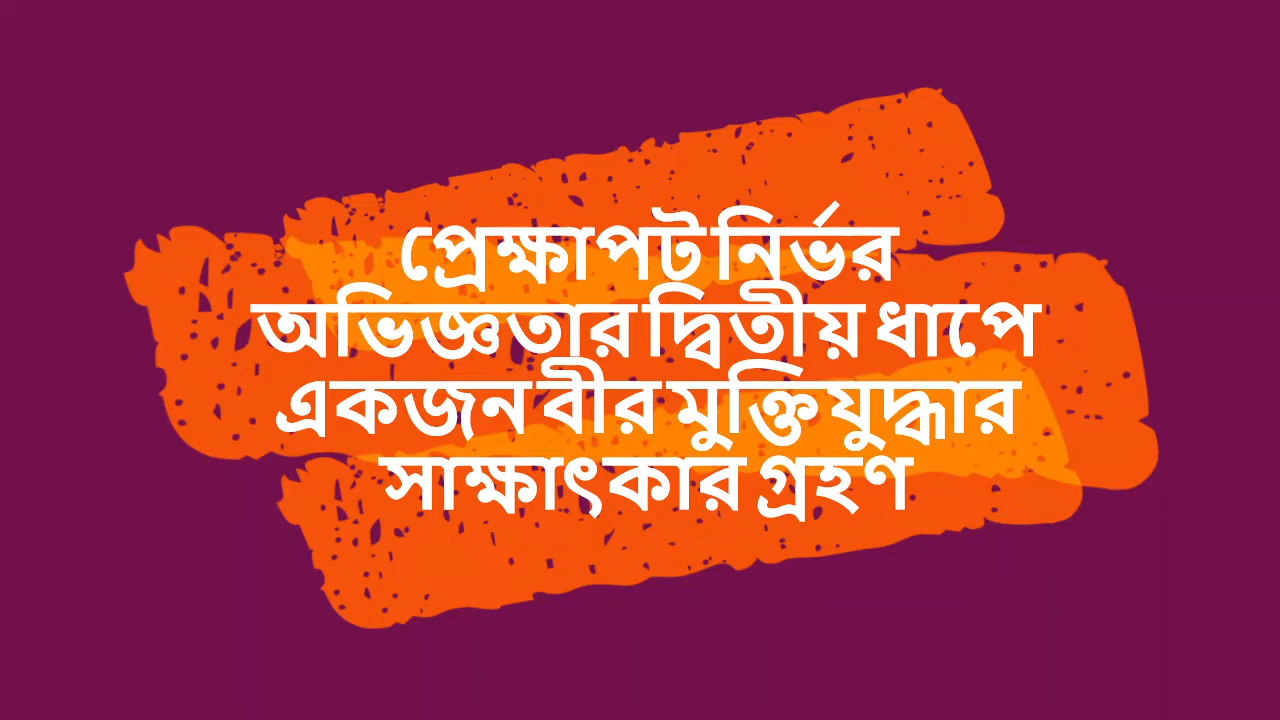 প্রেক্ষাপট নির্ভর
অভিজ্ঞতার দ্বিতীয় ধাপে
একজন বীর মুক্তিযুদ্ধার
সাক্ষাৎকার গ্রহণ